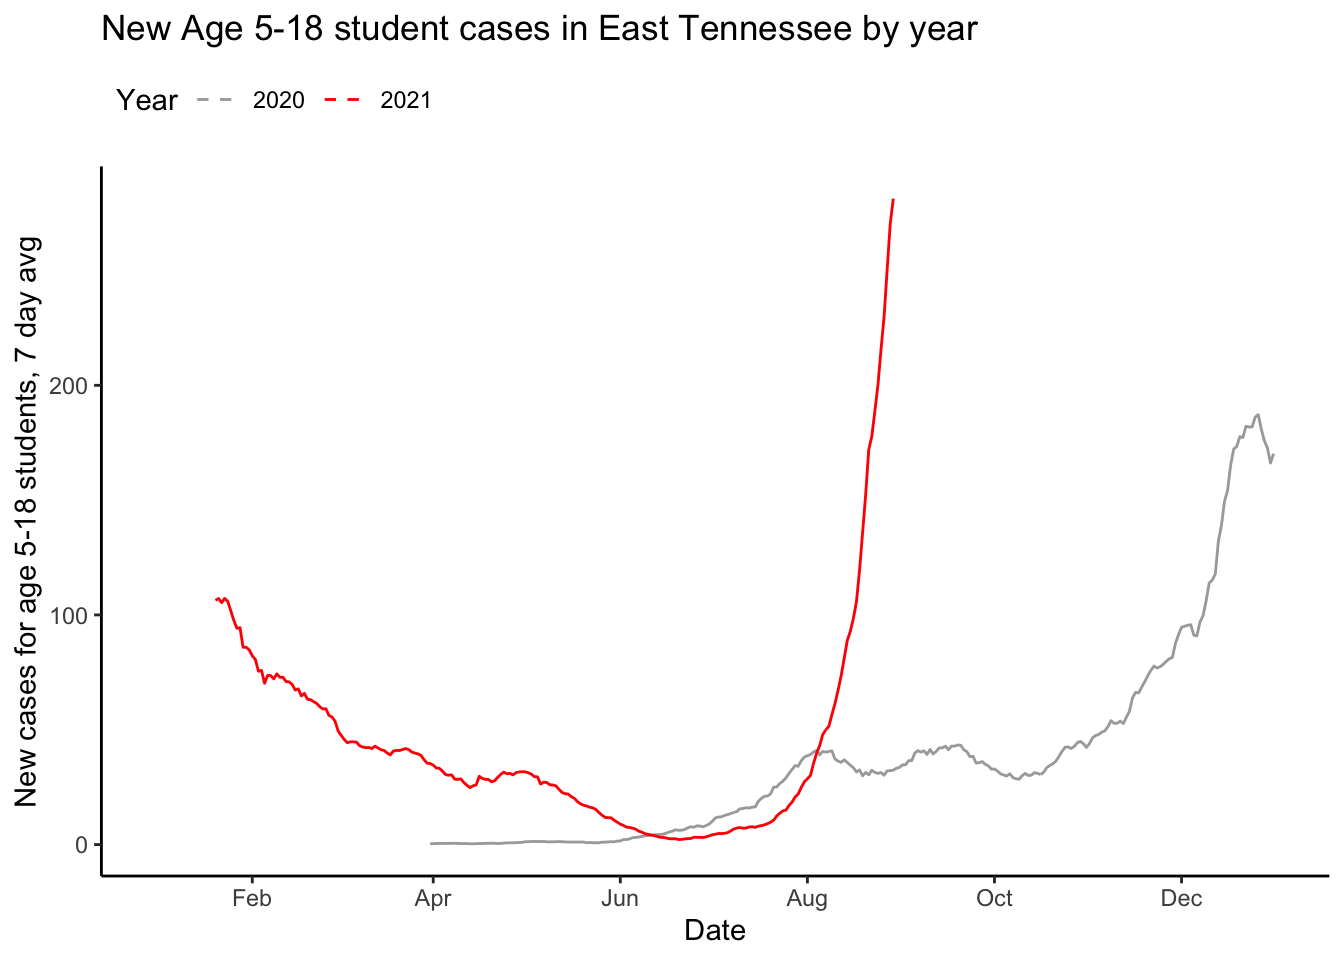 New Age 5-18 student cases in East Tennessee by year
Year 2020 2021
New cases for age 5-18 students, 7 day avg
200
100
0
Feb Apr Jun Aug Oct Dec
Date